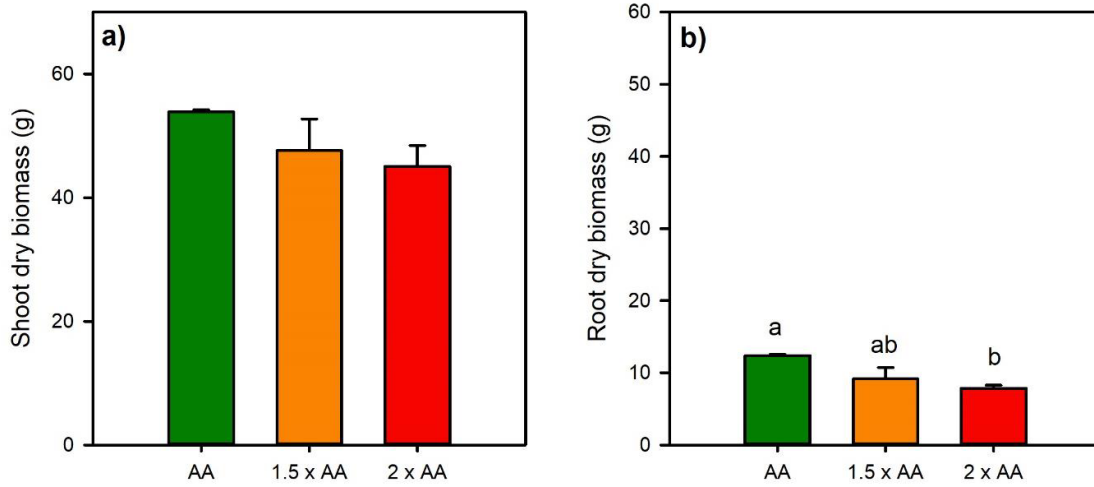 a)
Shoot dry biomass (g)
60
40
20
0
AA 1.5 x AA 2 x AA
b)
Root dry biomass (g)
60
50
40
30
20
10
0
a ab b
AA 1.5 x AA 2 x AA